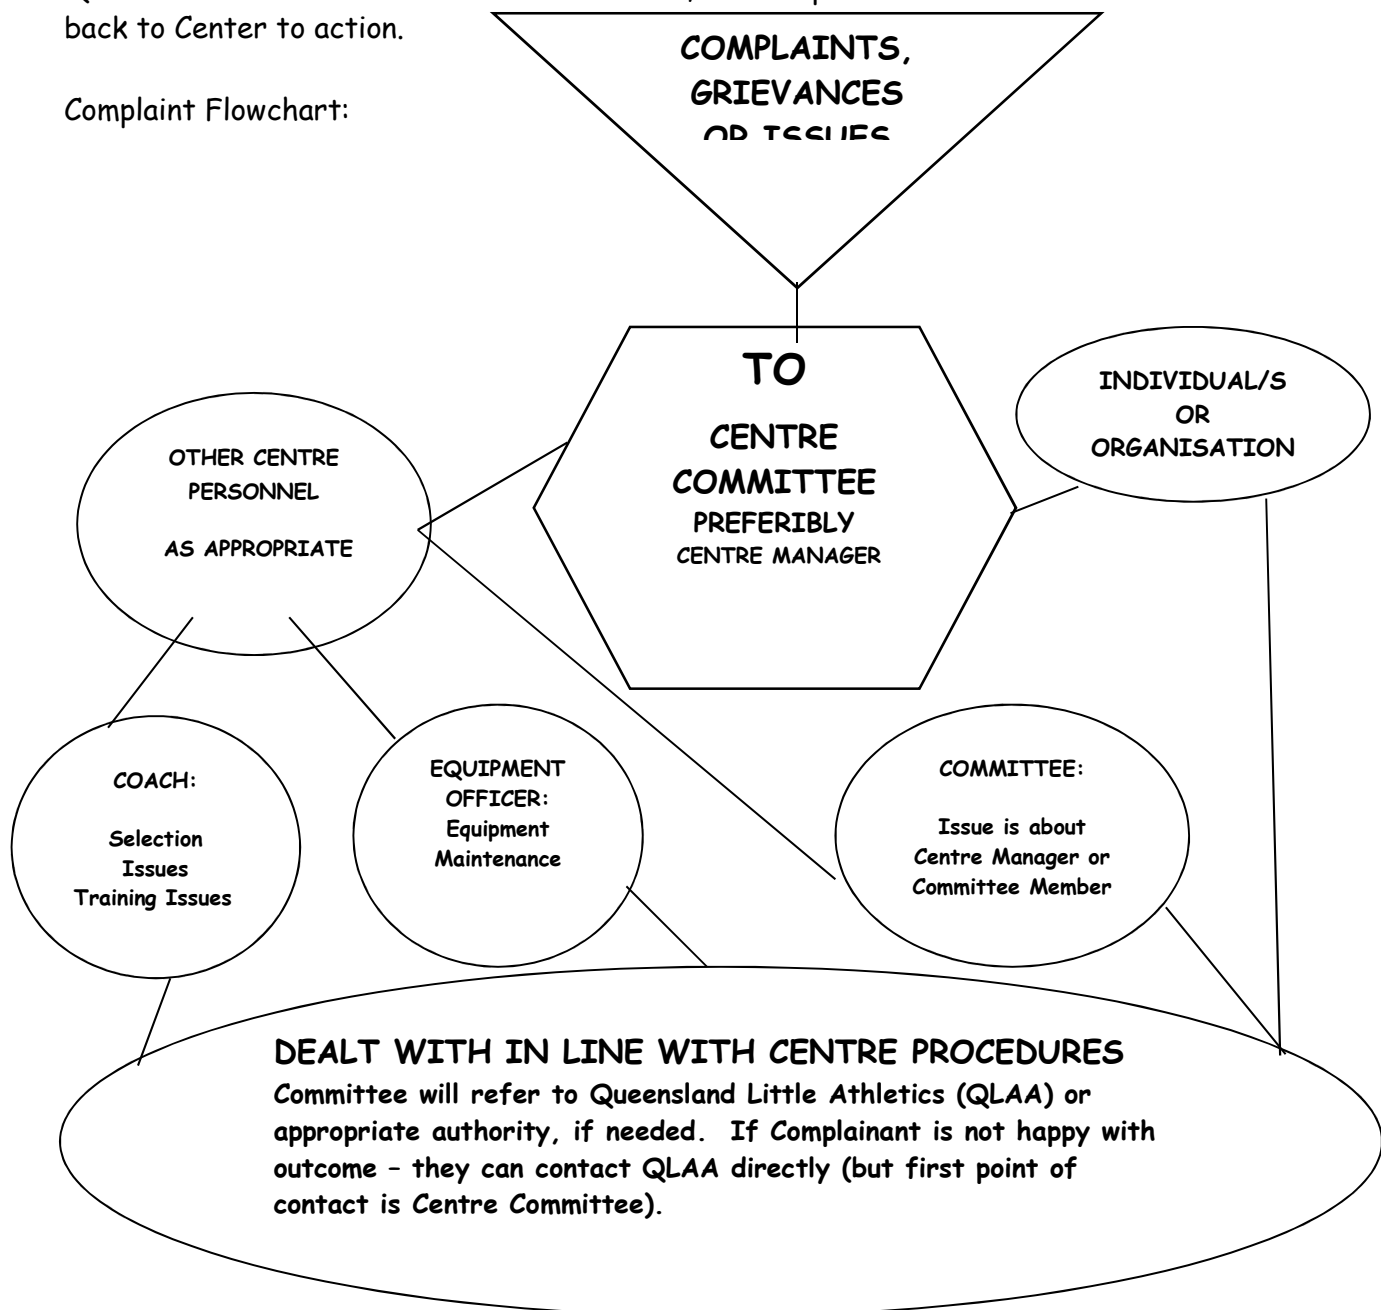 back to Center to action.
Complaint Flowchart:
COMPLAINTS,
GRIEVANCES
OR ISSUES
TO
CENTRE
COMMITTEE
PREFERIBLY
CENTRE MANAGER
INDIVIDUAL/S
OR
ORGANISATION
OTHER CENTRE
PERSONNEL
AS APPROPRIATE
COACH:
Selection
Issues
Training Issues
EQUIPMENT
OFFICER:
Equipment
Maintenance
COMMITTEE:
Issue is about
Centre Manager or
Committee Member
DEALT WITH IN LINE WITH CENTRE PROCEDURES
Committee will refer to Queensland Little Athletics (QLAA) or
appropriate authority, if needed.  If Complainant is not happy with
outcome – they can contact QLAA directly (but first point of
contact is Centre Committee).